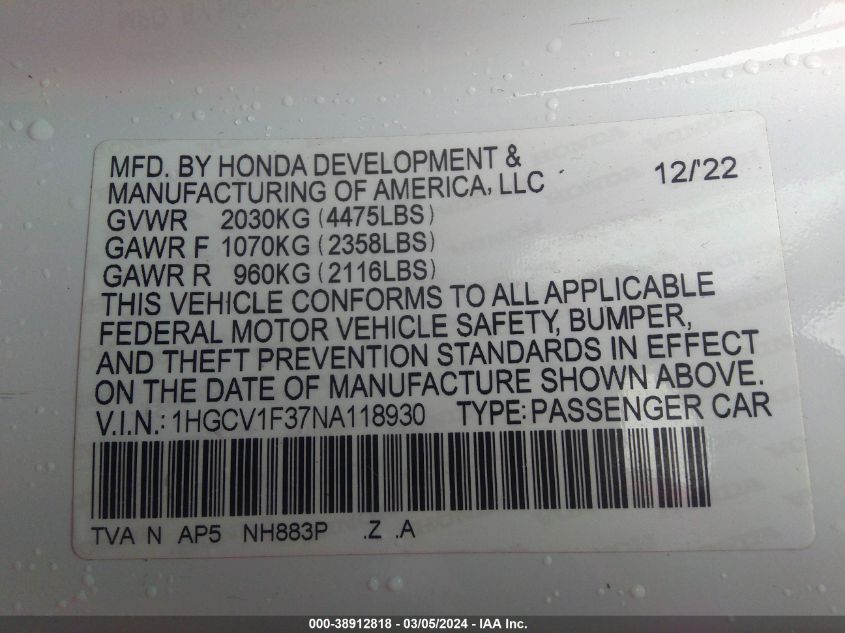 MFD. BY HONDA DEVELOPMENT &
MANUFACTURING OF AMERICA, LLC 12/'22
GVWR 2030KG (4475LBS)
GAWR F 1070KG (2358LBS)
GAWR R 960KG (2116LBS)
THIS VEHICLE CONFORMS TO ALL APPLICABLE
FEDERAL MOTOR VEHICLE SAFETY, BUMPER,
AND THEFT PREVENTION STANDARDS IN EFFECT
ON THE DATE OF MANUFACTURE SHOWN ABOVE.
V.I.N.: 1HGCV1F37NA118930 TYPE: PASSENGER CAR
TVA N AP5 NH883P .Z .A
000-38912818 - 03/05/2024 - IAA Inc.